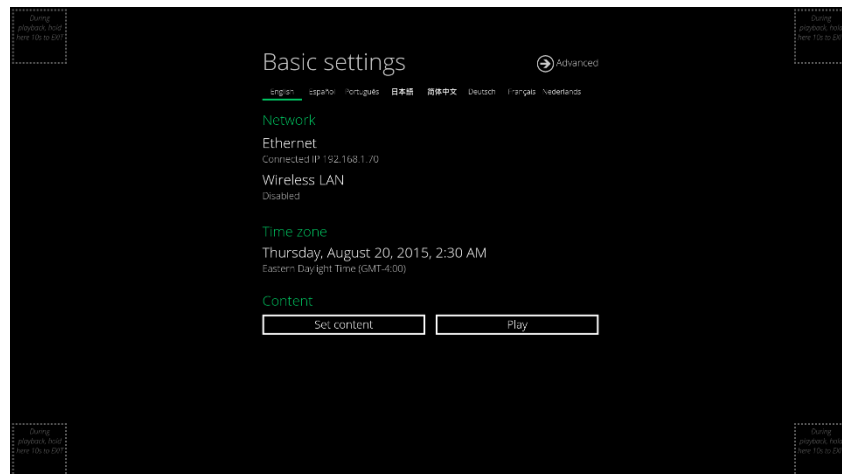 During
playback, hold
here 10s to EXIT
During
playback, hold
here 10s to EXIT
Basic settings
Advanced
English Español Português 日本語 简体中文 Deutsch Français Nederlands
Network
Ethernet
Connected IP 192.168.1.70
Wireless LAN
Disabled
Time zone
Thursday, August 20, 2015, 2:30 AM
Eastern Daylight Time (GMT-4:00)
Content
Set content Play
During
playback, hold
here 10s to EXIT
During
playback, hold
here 10s to EXIT